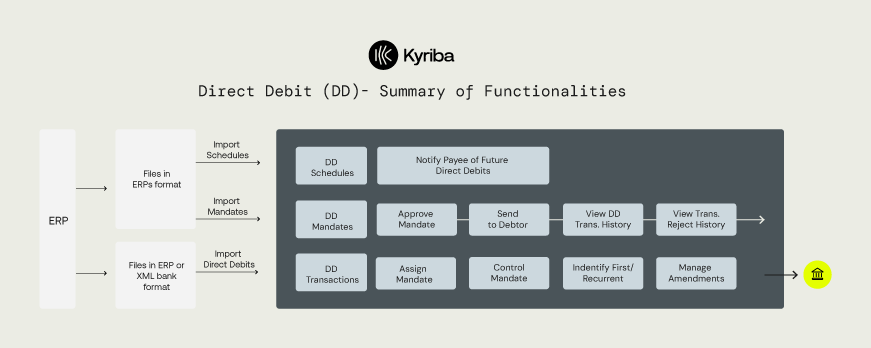 Kyriba
Direct Debit (DD)- Summary of Functionalities
ERP
Files in
ERPs format
Files in ERP or
XML bank
format
Import
Schedules
Import
Mandates
Import
Direct Debits
DD
Schedules
Notify Payee of Future
Direct Debits
DD
Mandates
Approve
Mandate
Send
to Debtor
View DD
Trans. History
View Trans.
Reject History
DD
Transactions
Assign
Mandate
Control
Mandate
Indentify First/
Recurrent
Manage
Amendments